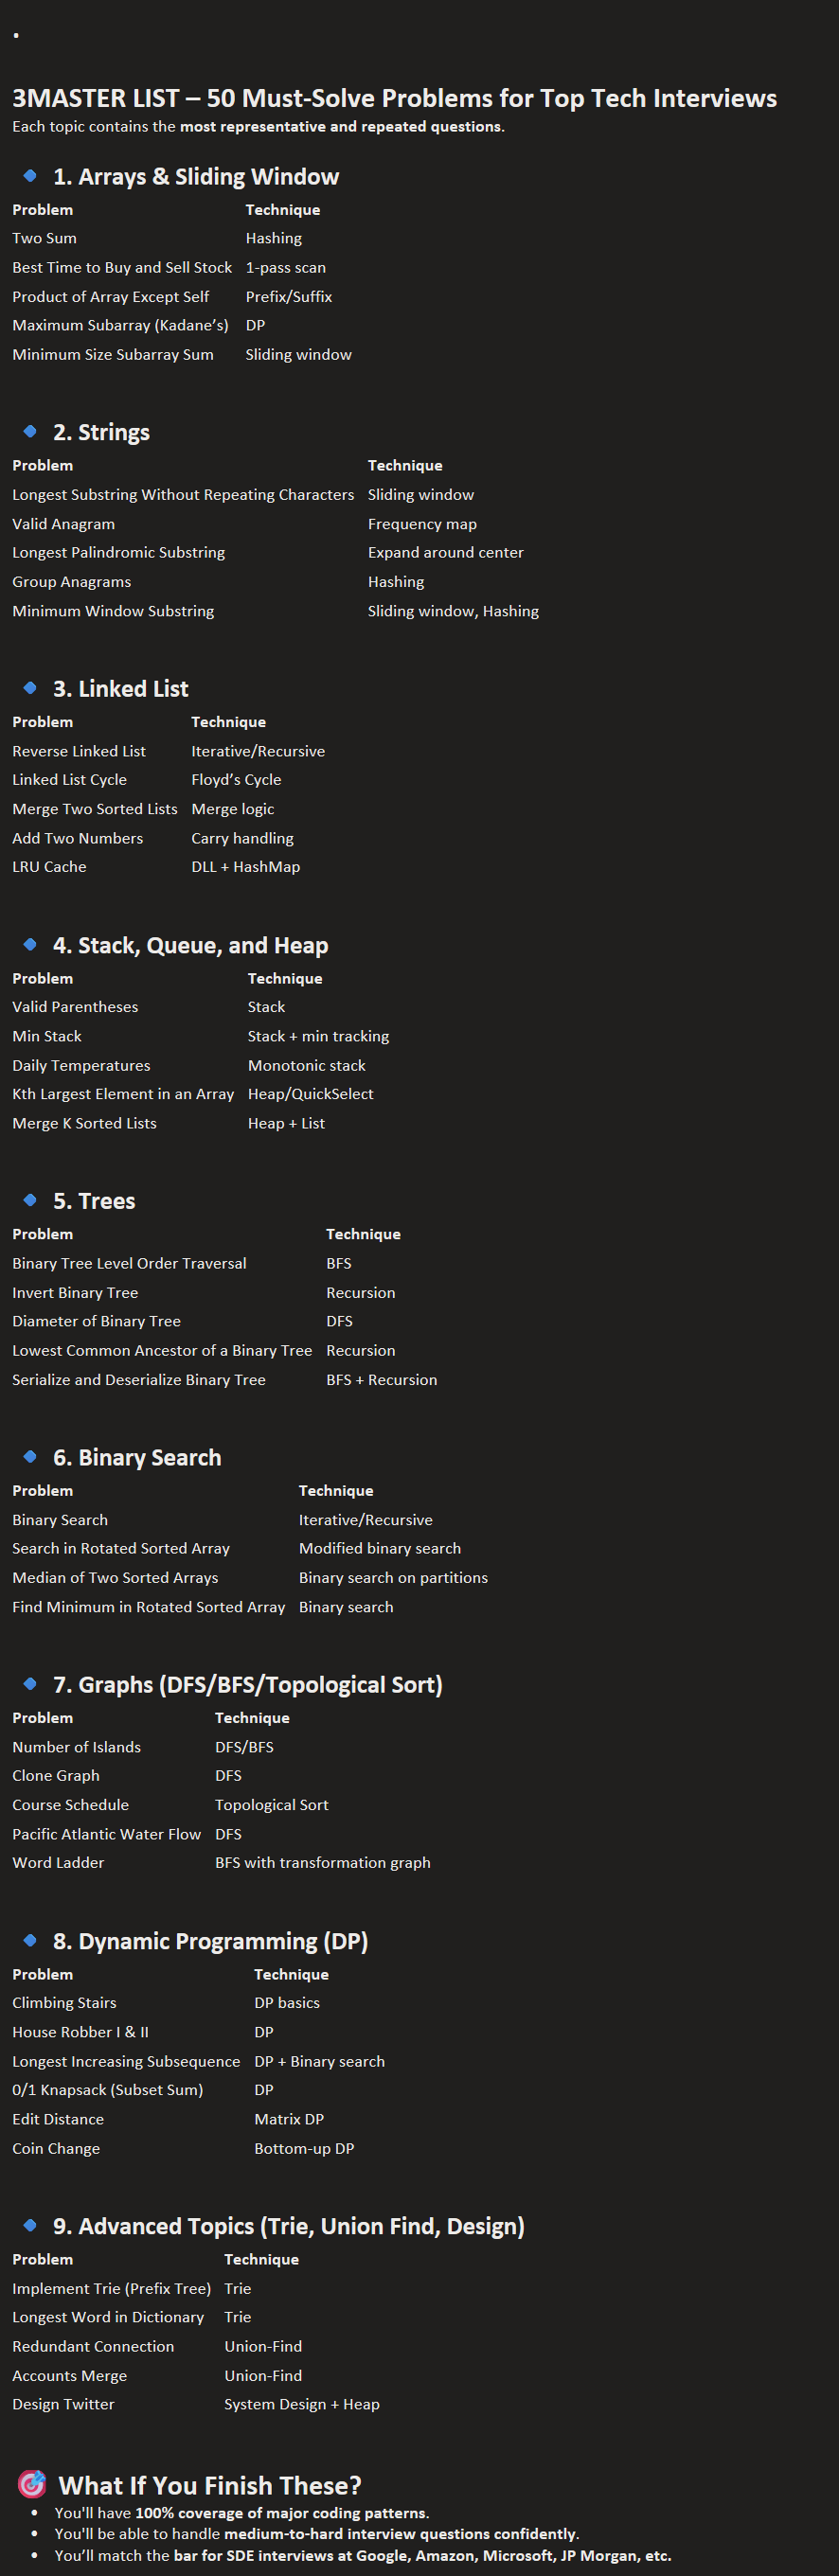 3MASTER LIST – 50 Must-Solve Problems for Top Tech Interviews
Each topic contains the most representative and repeated questions.
1. Arrays & Sliding Window
Problem Technique
Two Sum Hashing
Best Time to Buy and Sell Stock 1-pass scan
Product of Array Except Self Prefix/Suffix
Maximum Subarray (Kadane’s) DP
Minimum Size Subarray Sum Sliding window
2. Strings
Problem Technique
Longest Substring Without Repeating Characters Sliding window
Valid Anagram Frequency map
Longest Palindromic Substring Expand around center
Group Anagrams Hashing
Minimum Window Substring Sliding window, Hashing
3. Linked List
Problem Technique
Reverse Linked List Iterative/Recursive
Linked List Cycle Floyd’s Cycle
Merge Two Sorted Lists Merge logic
Add Two Numbers Carry handling
LRU Cache DLL + HashMap
4. Stack, Queue, and Heap
Problem Technique
Valid Parentheses Stack
Min Stack Stack + min tracking
Daily Temperatures Monotonic stack
Kth Largest Element in an Array Heap/QuickSelect
Merge K Sorted Lists Heap + List
5. Trees
Problem Technique
Binary Tree Level Order Traversal BFS
Invert Binary Tree Recursion
Diameter of Binary Tree DFS
Lowest Common Ancestor of a Binary Tree Recursion
Serialize and Deserialize Binary Tree BFS + Recursion
6. Binary Search
Problem Technique
Binary Search Iterative/Recursive
Search in Rotated Sorted Array Modified binary search
Median of Two Sorted Arrays Binary search on partitions
Find Minimum in Rotated Sorted Array Binary search
7. Graphs (DFS/BFS/Topological Sort)
Problem Technique
Number of Islands DFS/BFS
Clone Graph DFS
Course Schedule Topological Sort
Pacific Atlantic Water Flow DFS
Word Ladder BFS with transformation graph
8. Dynamic Programming (DP)
Problem Technique
Climbing Stairs DP basics
House Robber I & II DP
Longest Increasing Subsequence DP + Binary search
0/1 Knapsack (Subset Sum) DP
Edit Distance Matrix DP
Coin Change Bottom-up DP
9. Advanced Topics (Trie, Union Find, Design)
Problem Technique
Implement Trie (Prefix Tree) Trie
Longest Word in Dictionary Trie
Redundant Connection Union-Find
Accounts Merge Union-Find
Design Twitter System Design + Heap
🎯 What If You Finish These?
• You'll have 100% coverage of major coding patterns.
• You'll be able to handle medium-to-hard interview questions confidently.
• You’ll match the bar for SDE interviews at Google, Amazon, Microsoft, JP Morgan, etc.